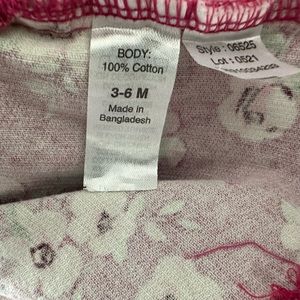 BODY:
100% Cotton
3-6 M
Made in
Bangladesh
Style : 06525
Lot : 0521